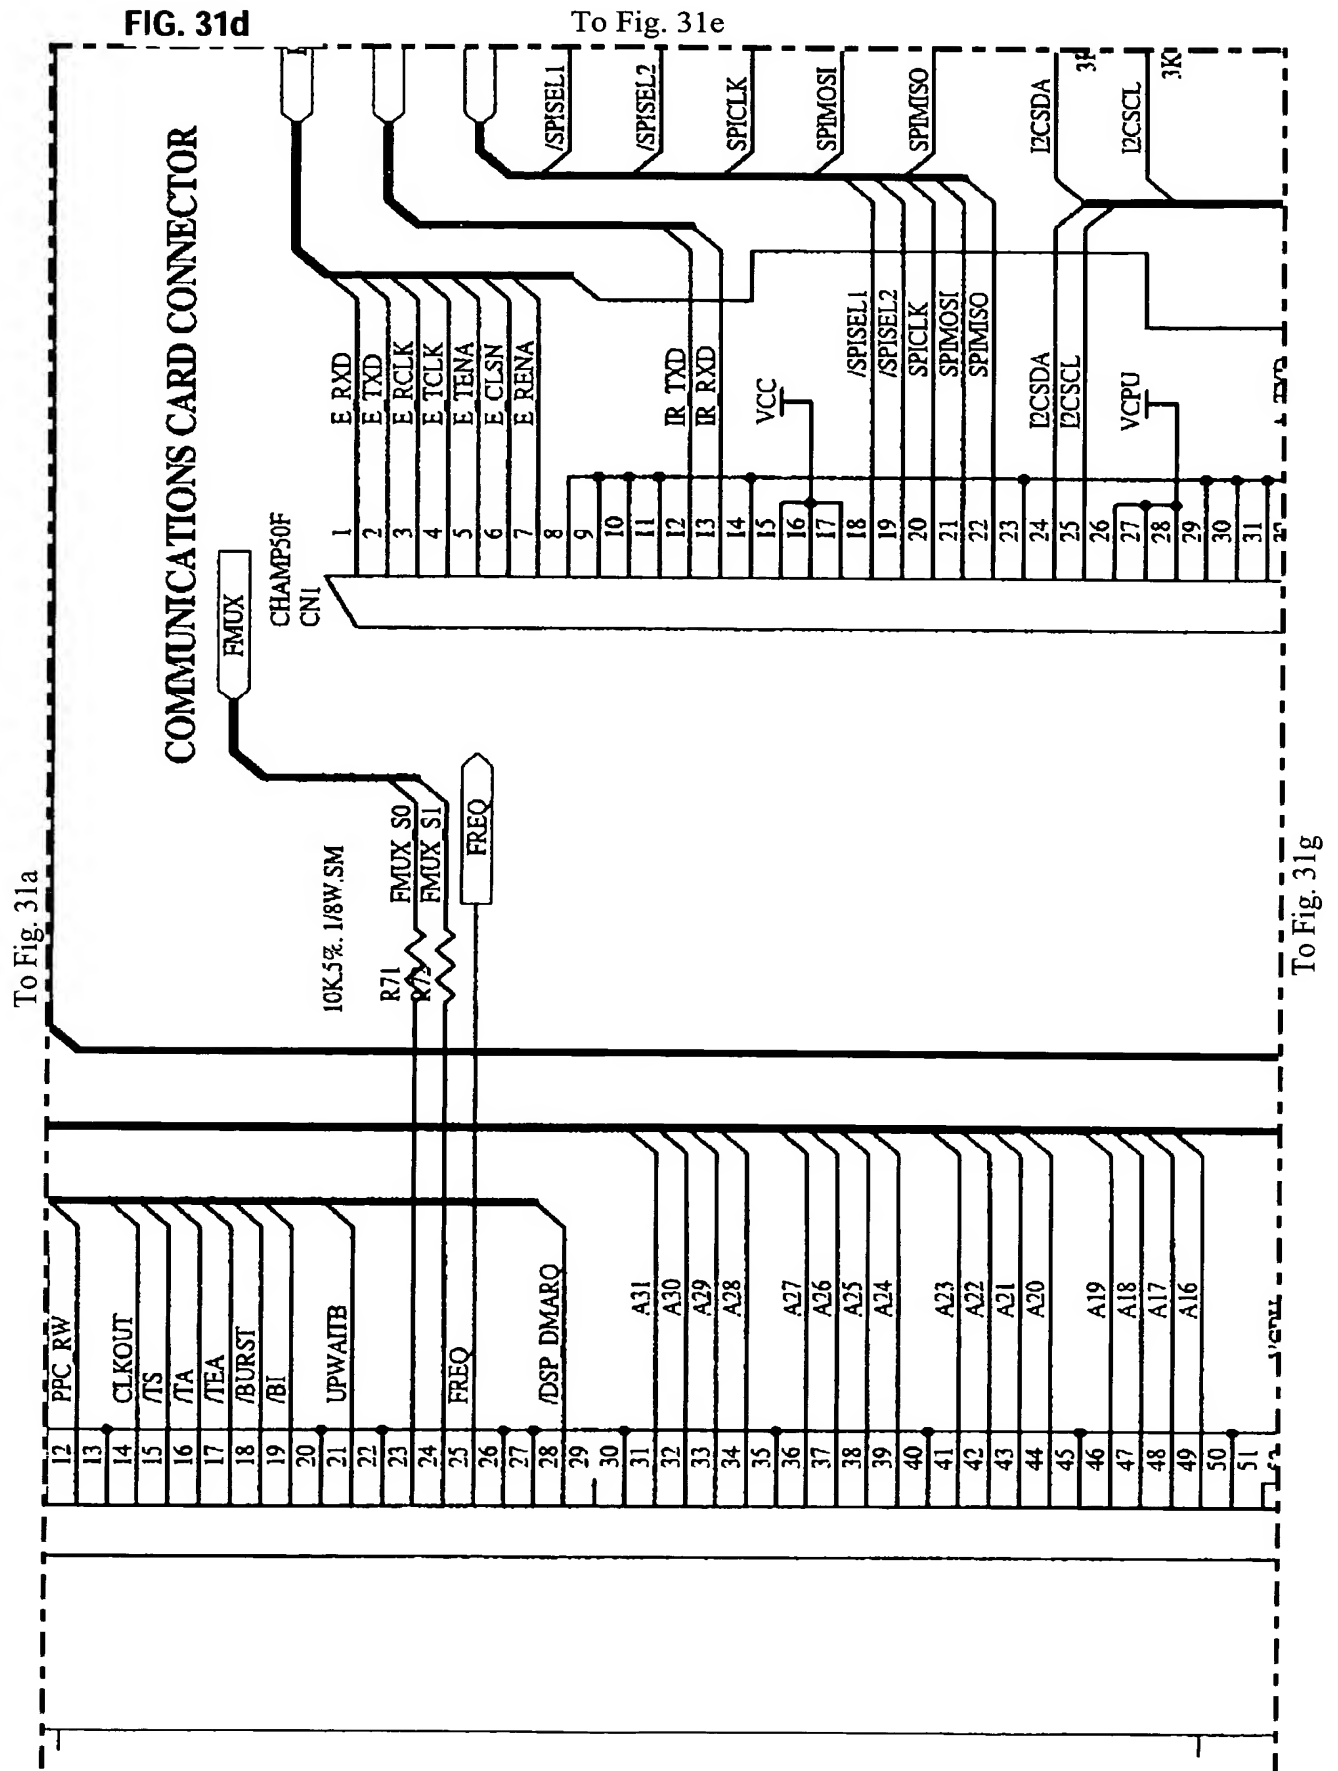 FIG. 31d
To Fig. 31e
To Fig. 31a
To Fig. 31g
COMMUNICATIONS CARD CONNECTOR
/SPISEL1
/SPISEL2
SPICLK
SPIMOSI
SPIMISO
I2CSDA
I2CSCL
3K
E RXD
E TXD
E RCLK
E TCLK
E TENA
E CLSN
E RENA
IR TXD
IR RXD
VCC
/SPISEL1
/SPISEL2
SPICLK
SPIMOSI
SPIMISO
I2CSDA
I2CSCL
VCPU
CHAMP50F
CN1
1
2
3
4
5
6
7
8
9
10
11
12
13
14
15
16
17
18
19
20
21
22
23
24
25
26
27
28
29
30
31
FMUX
FMUX S0
FMUX S1
FREQ
10K.5%. 1/8W.SM
R71
PPC RW
CLKOUT
/TS
/TA
/TEA
/BURST
/BI
UPWAITB
FREQ
/DSP DMARQ
A31
A30
A29
A28
A27
A26
A25
A24
A23
A22
A21
A20
A19
A18
A17
A16
12
13
14
15
16
17
18
19
20
21
22
23
24
25
26
27
28
29
30
31
32
33
34
35
36
37
38
39
40
41
42
43
44
45
46
47
48
49
50
51